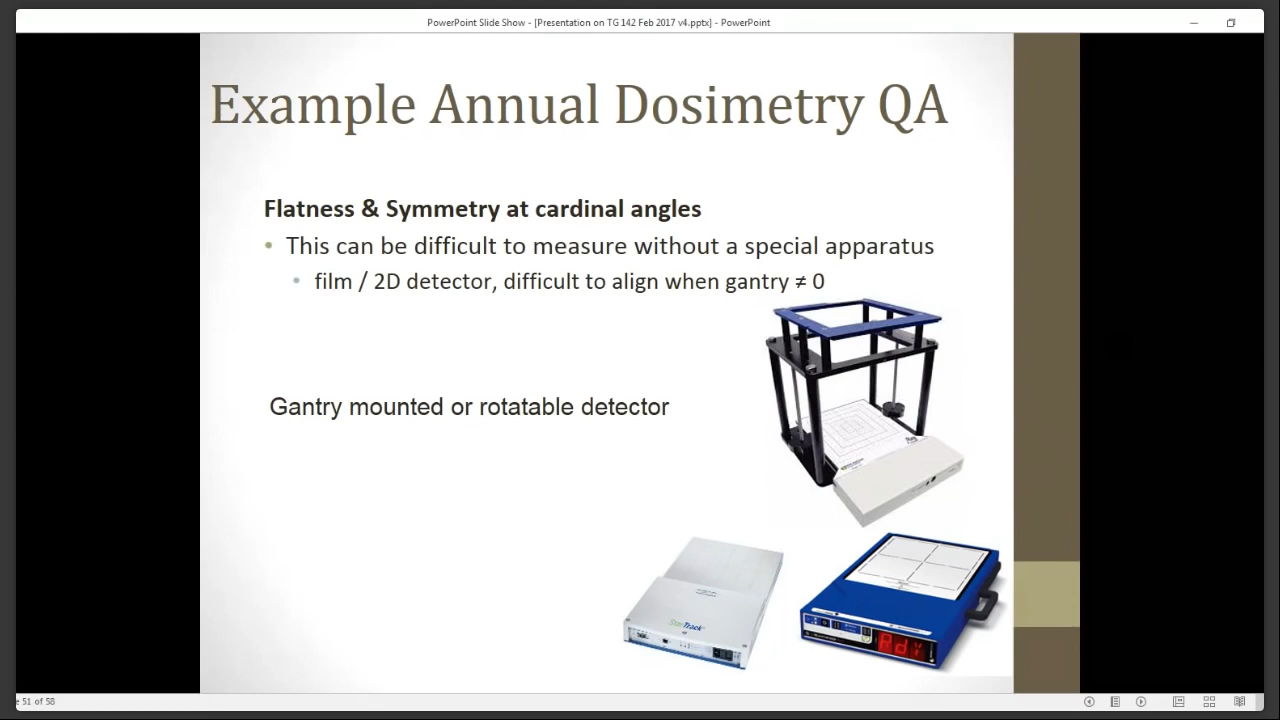 PowerPoint Slide Show - [Presentation on TG 142 Feb 2017 v4.pptx] - PowerPoint
Example Annual Dosimetry QA
Flatness & Symmetry at cardinal angles
• This can be difficult to measure without a special apparatus
• film / 2D detector, difficult to align when gantry ≠ 0
Gantry mounted or rotatable detector
StarTrack
Rdy
e 51 of 58